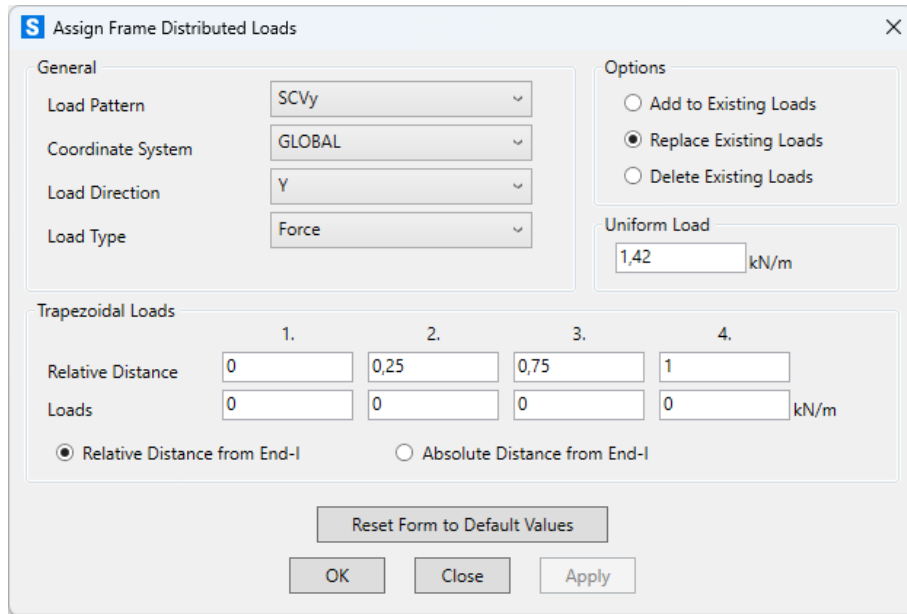 S Assign Frame Distributed Loads
General
Load Pattern SCVy
Coordinate System GLOBAL
Load Direction Y
Load Type Force
Options
Add to Existing Loads
Replace Existing Loads
Delete Existing Loads
Uniform Load
1,42 kN/m
Trapezoidal Loads
1. 2. 3. 4.
Relative Distance 0 0,25 0,75 1
Loads 0 0 0 0 kN/m
Relative Distance from End-I Absolute Distance from End-I
Reset Form to Default Values
OK Close Apply